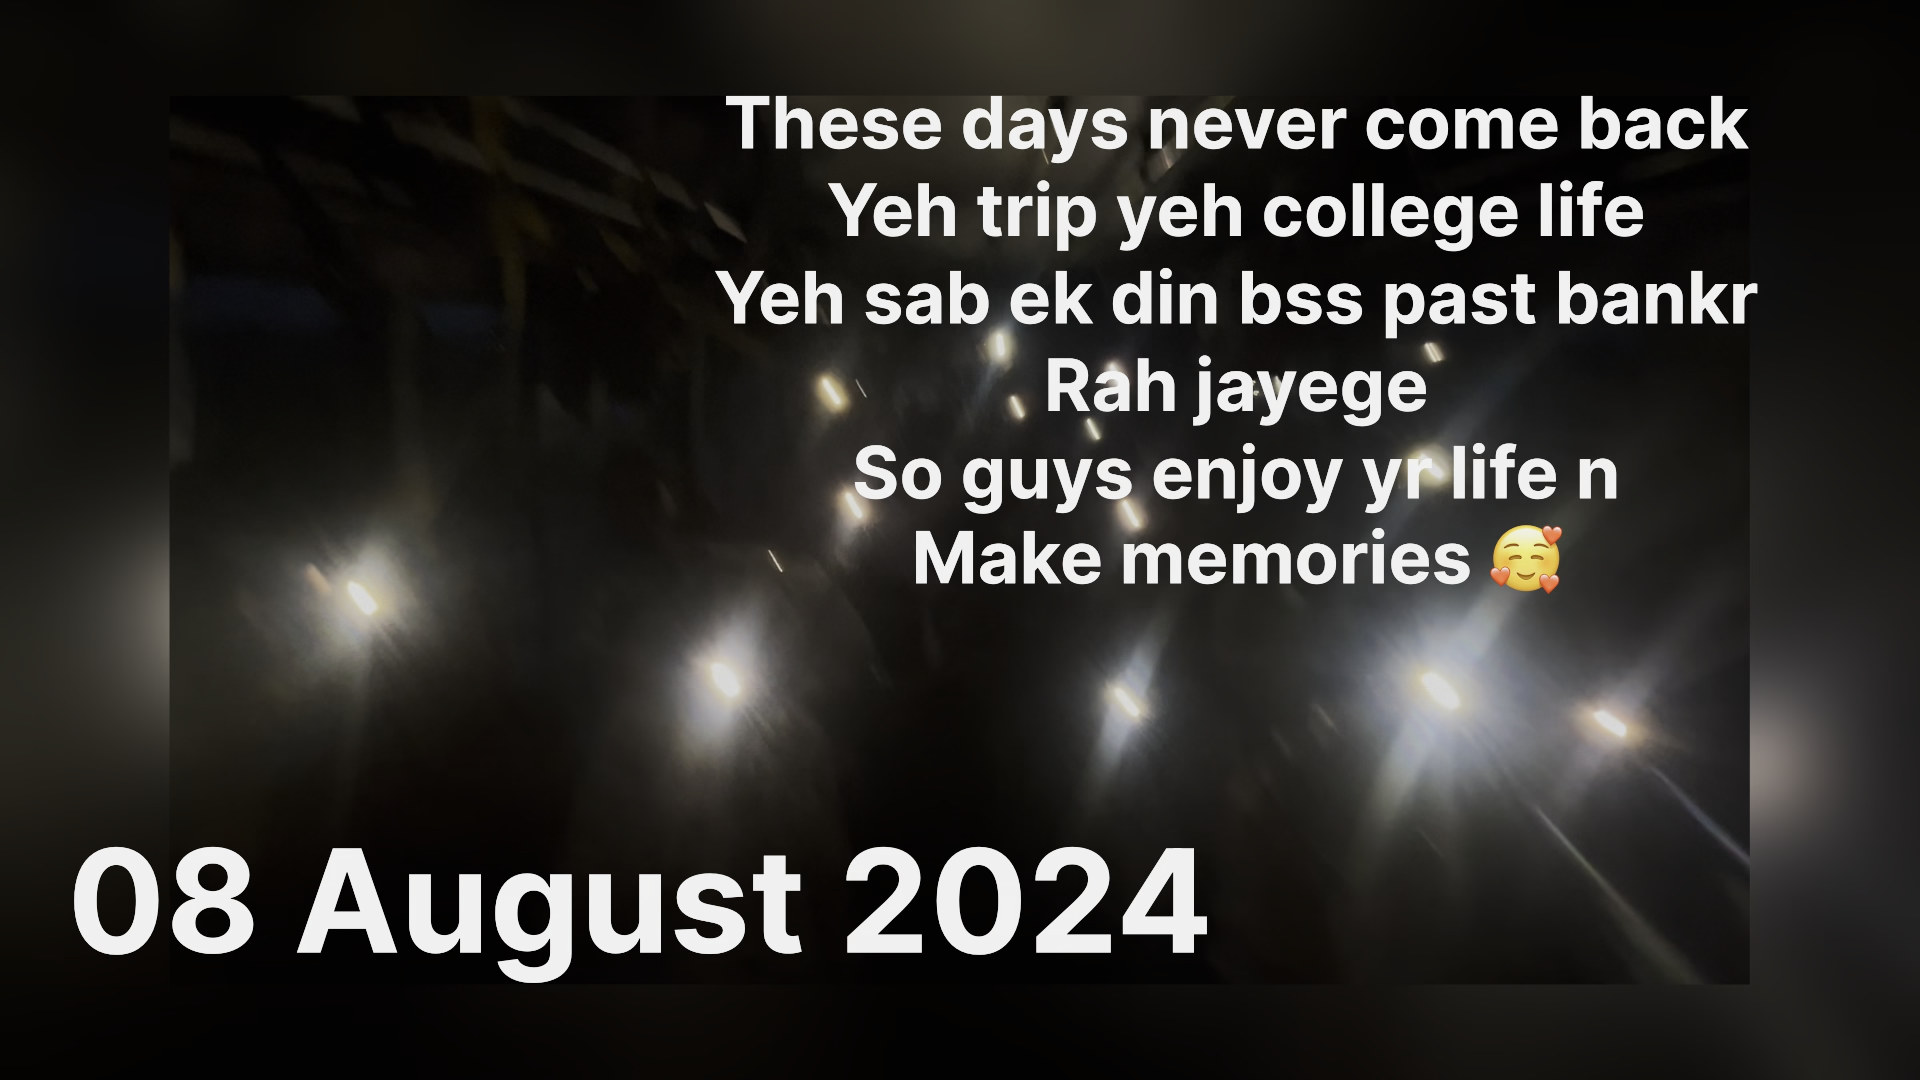 These days never come back
Yeh trip yeh college life
Yeh sab ek din bss past bankr
Rah jayege
So guys enjoy yr life n
Make memories 🥰
08 August 2024